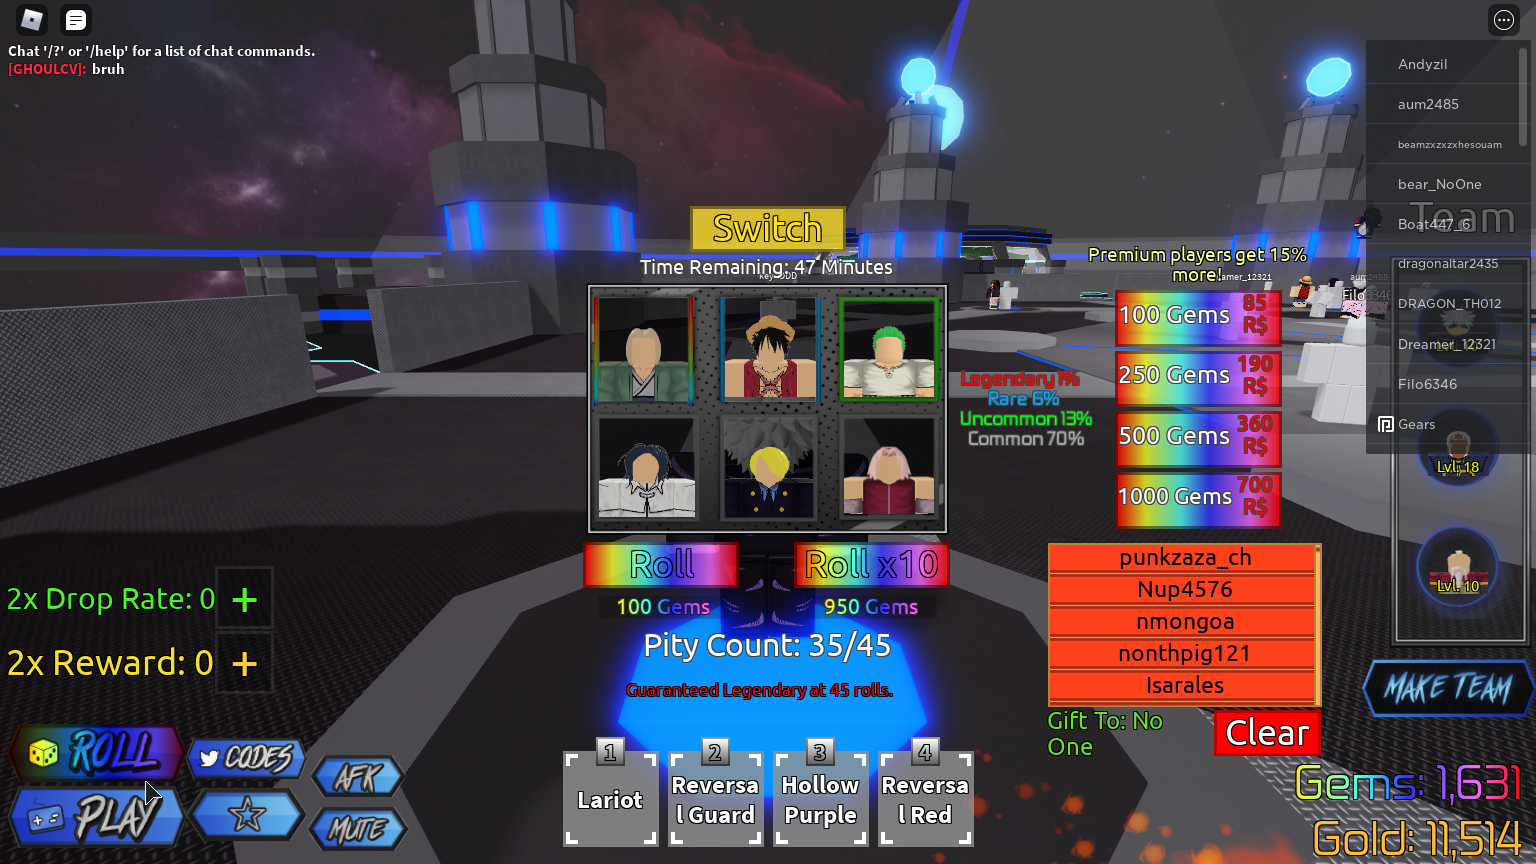 Chat '/?' or '/help' for a list of chat commands.
[GHOULCV]: bruh
Andyzil
aum2485
beamzxzxzxhesouam
bear_NoOne
Boat447_6
dragonaltar2435
DRAGON_TH012
Dreamer_12321
Filo6346
Gears
Team
Switch
Time Remaining: 47 Minutes
Premium players get 15%
more!
amer_12321
aum2485
Filo6346
100 Gems 85 R$
250 Gems 190 R$
500 Gems 360 R$
1000 Gems 700 R$
Legendary 1%
Rare 6%
Uncommon 13%
Common 70%
Lvl. 18
Lvl. 10
Roll
Roll x10
100 Gems
950 Gems
Pity Count: 35/45
Guaranteed Legendary at 45 rolls.
punkzaza_ch
Nup4576
nmongoa
nonthpig121
Isarales
Gift To: No
One
Clear
MAKE TEAM
2x Drop Rate: 0 +
2x Reward: 0 +
ROLL
CODES
AFK
PLAY
MUTE
1
Lariot
2
Reversa
l Guard
3
Hollow
Purple
4
Reversa
l Red
Gems: 1,631
Gold: 11,514